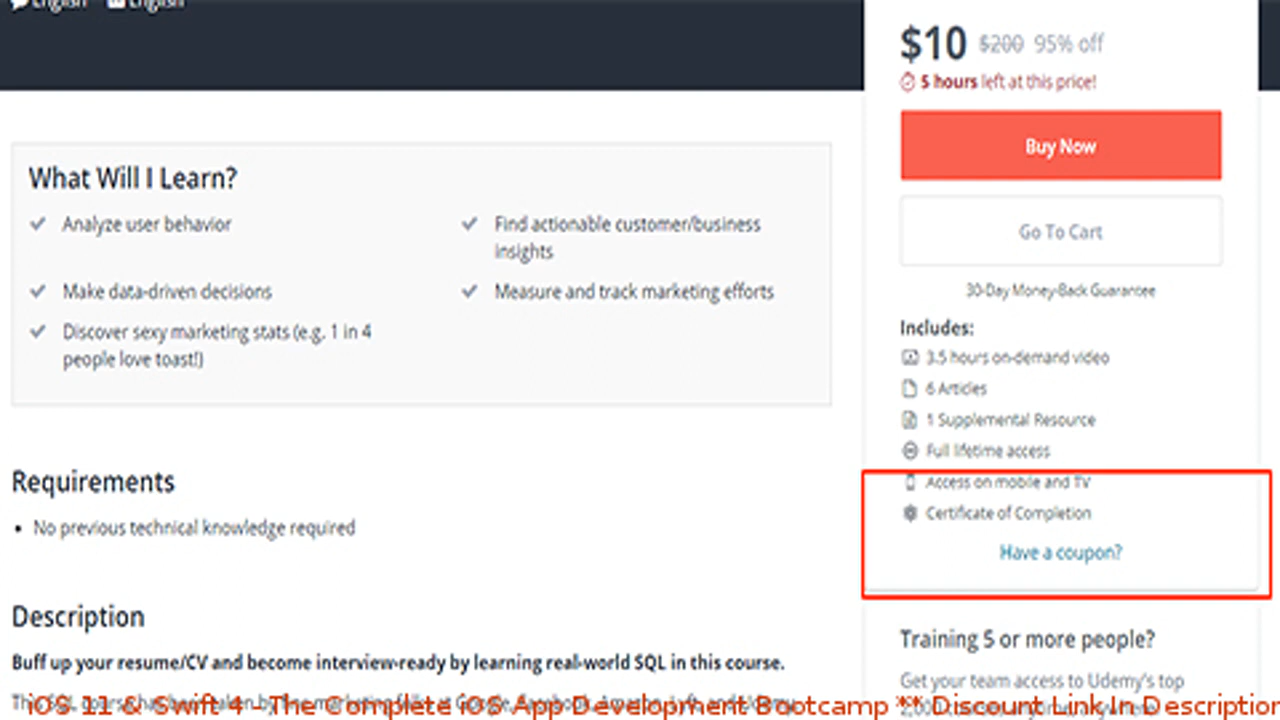 English English
$10 $200 95% off
5 hours left at this price!
Buy Now
Go To Cart
30-Day Money-Back Guarantee
Includes:
3.5 hours on-demand video
6 Articles
1 Supplemental Resource
Full lifetime access
Access on mobile and TV
Certificate of Completion
Have a coupon?
Training 5 or more people?
Get your team access to Udemy's top
What Will I Learn?
Analyze user behavior
Find actionable customer/business
insights
Make data-driven decisions
Measure and track marketing efforts
Discover sexy marketing stats (e.g. 1 in 4
people love toast!)
Requirements
• No previous technical knowledge required
Description
Buff up your resume/CV and become interview-ready by learning real-world SQL in this course.
iOS 11 & Swift 4 - The Complete iOS App Development Bootcamp ** Discount Link In Description